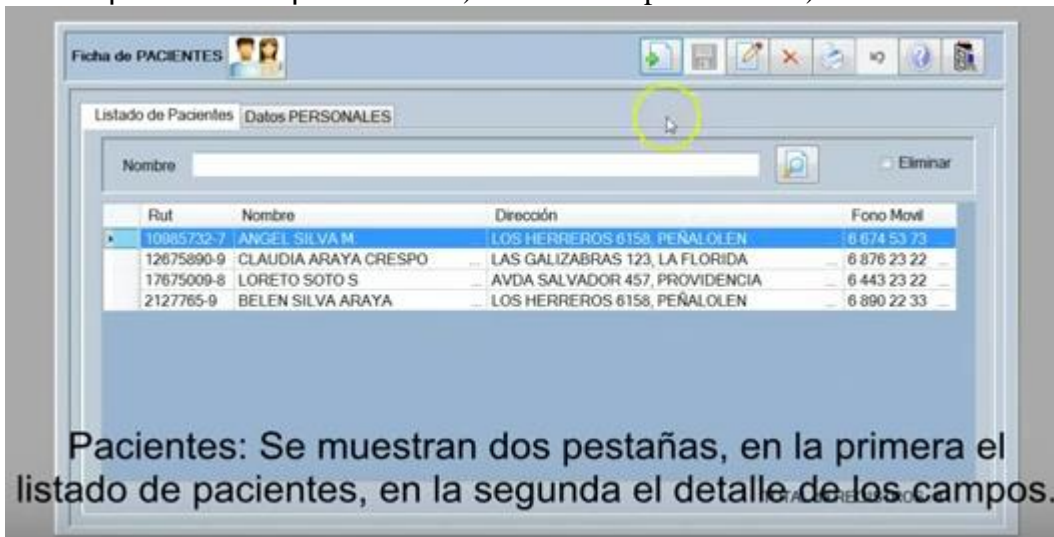 Ficha de PACIENTES
Listado de Pacientes Datos PERSONALES
Nombre Eliminar
Rut Nombre Dirección Fono Movil
10985732-7 ANGEL SILVA M. LOS HERREROS 6158, PEÑALOLEN 6 674 53 73
12675890-9 CLAUDIA ARAYA CRESPO ... LAS GALIZABRAS 123, LA FLORIDA ... 6 876 23 22 ...
17675009-8 LORETO SOTO S ... AVDA SALVADOR 457, PROVIDENCIA ... 6 443 23 22 ...
2127765-9 BELEN SILVA ARAYA ... LOS HERREROS 6158, PEÑALOLEN ... 6 890 22 33 ...
Pacientes: Se muestran dos pestañas, en la primera el
listado de pacientes, en la segunda el detalle de los campos.